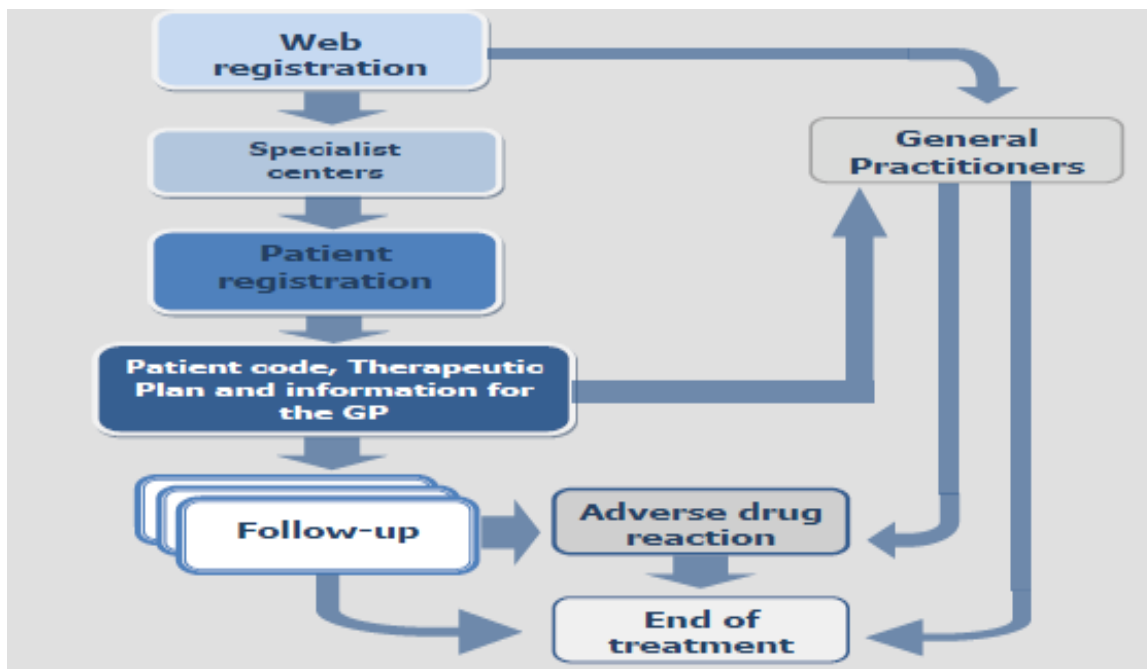 Web
registration
General
Practitioners
Specialist
centers
Patient
registration
Patient code, Therapeutic
Plan and information for
the GP
Follow-up
Adverse drug
reaction
End of
treatment